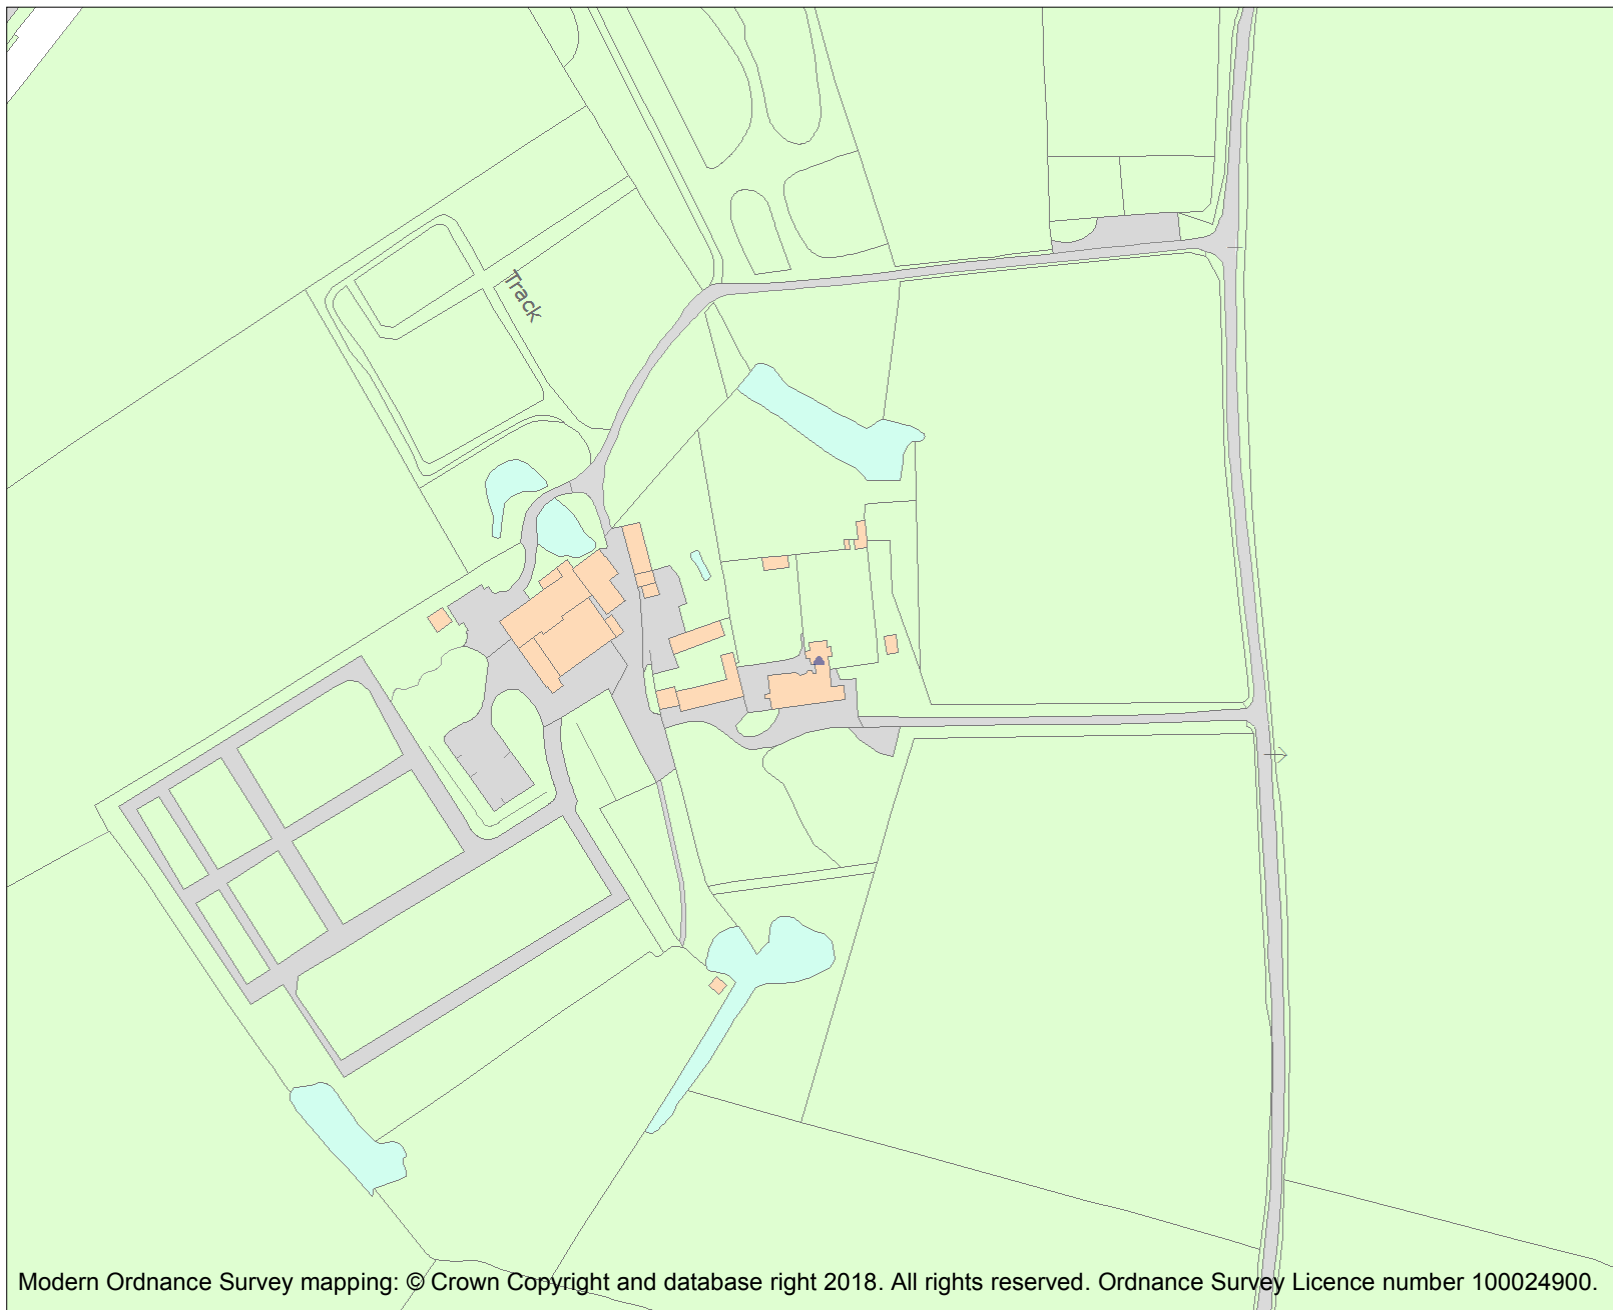 Track
Modern Ordnance Survey mapping: © Crown Copyright and database right 2018. All rights reserved. Ordnance Survey Licence number 100024900.